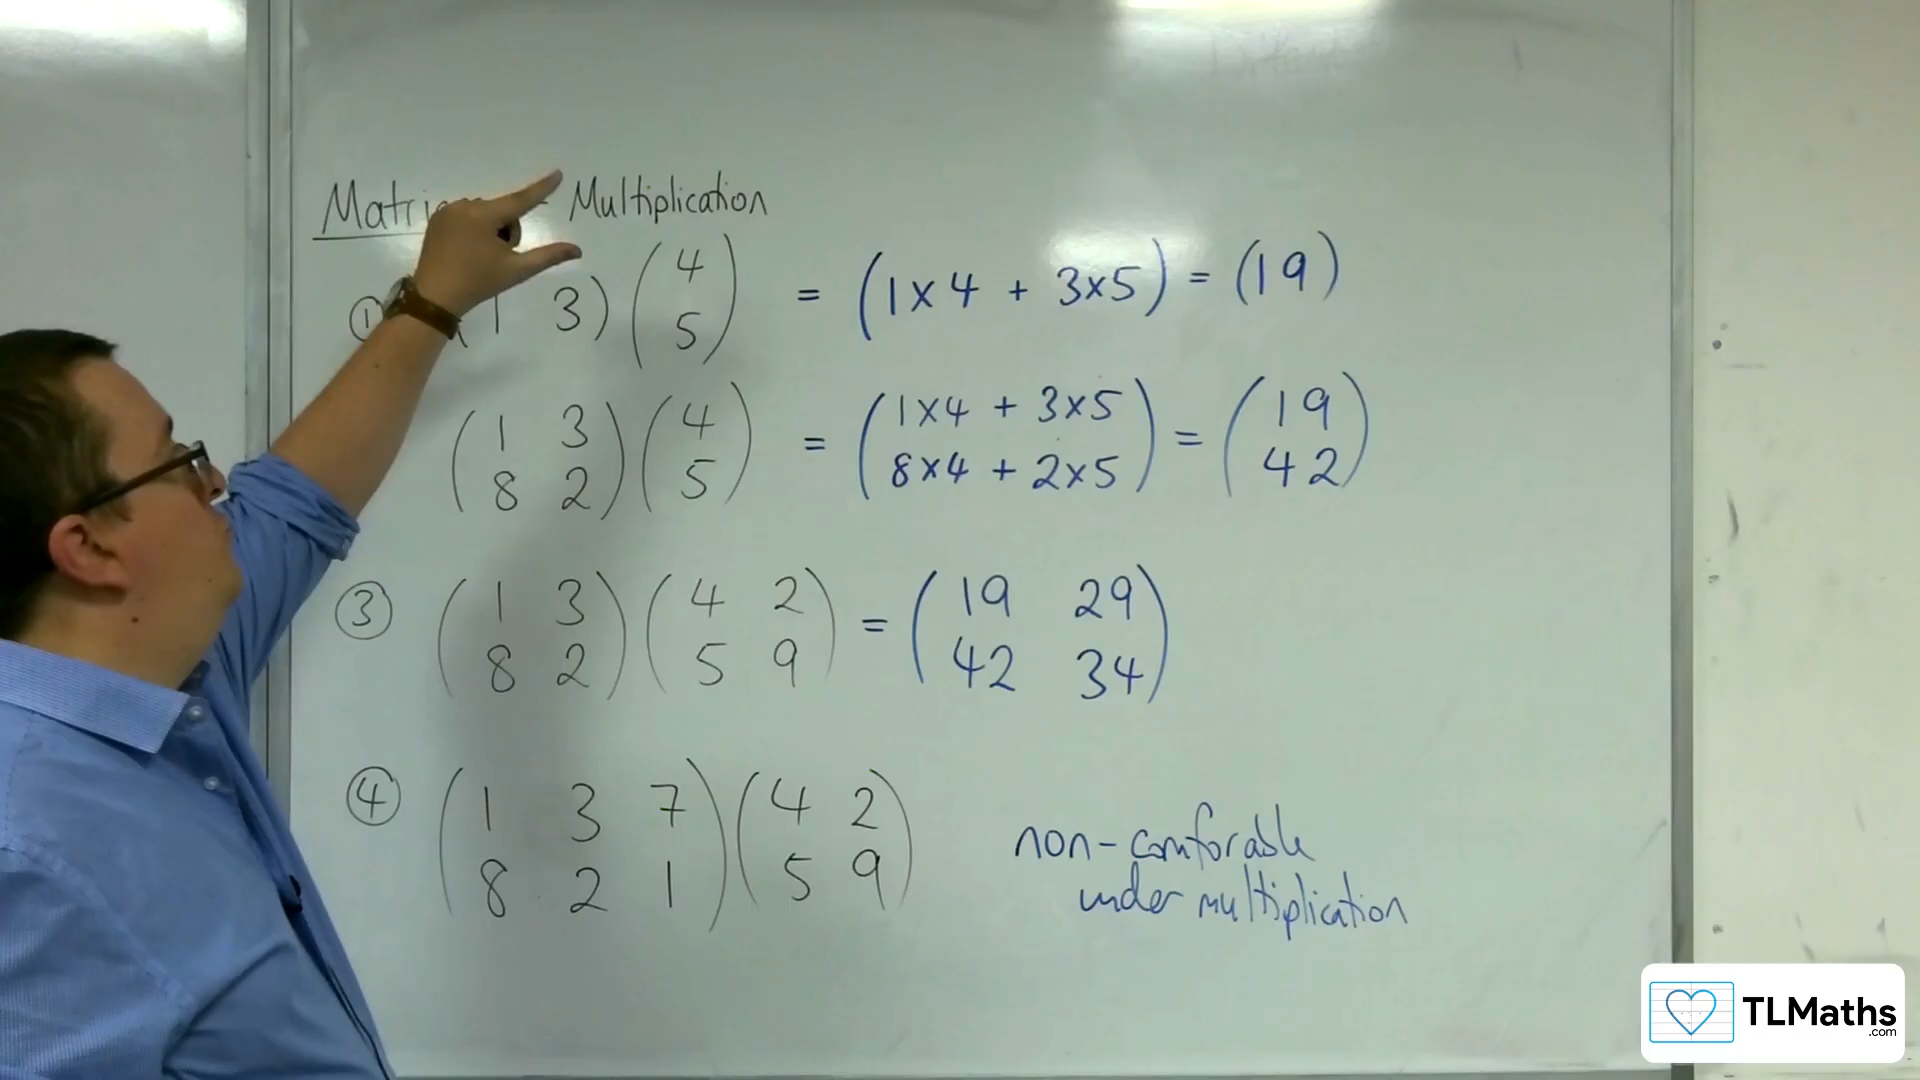 Multiplication
① 1 3) (4 5) = (1×4 + 3×5) = (19)
(1 3 8 2) (4 5) = (1×4 + 3×5 8×4 + 2×5) = (19 42)
③ (1 3 8 2) (4 2 5 9) = (19 29 42 34)
④ (1 3 7 8 2 1) (4 2 5 9)
non-comforable
under multiplication
TLMaths
.com